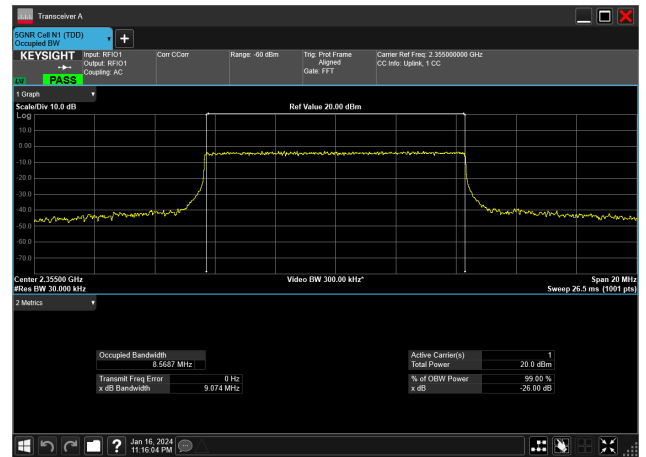 Transceiver A
5GNR Cell N1 (TDD)
Occupied BW
KEYSIGHT
LXI
PASS
Input: RFIO1
Output: RFIO1
Coupling: AC
Corr CCorr
Range: -60 dBm
Trig: Prot Frame
Aligned
Gate: FFT
Carrier Ref Freq: 2.355000000 GHz
CC Info: Uplink, 1 CC
1 Graph
Scale/Div 10.0 dB
Ref Value 20.00 dBm
Log
10.0
0.00
-10.0
-20.0
-30.0
-40.0
-50.0
-60.0
-70.0
Center 2.35500 GHz
Video BW 300.00 kHz*
Span 20 MHz
#Res BW 30.000 kHz
Sweep 26.5 ms (1001 pts)
2 Metrics
Occupied Bandwidth
8.5687 MHz
Transmit Freq Error 0 Hz
x dB Bandwidth 9.074 MHz
Active Carrier(s) 1
Total Power 20.0 dBm
% of OBW Power 99.00 %
x dB -26.00 dB
Jan 16, 2024
11:16:04 PM